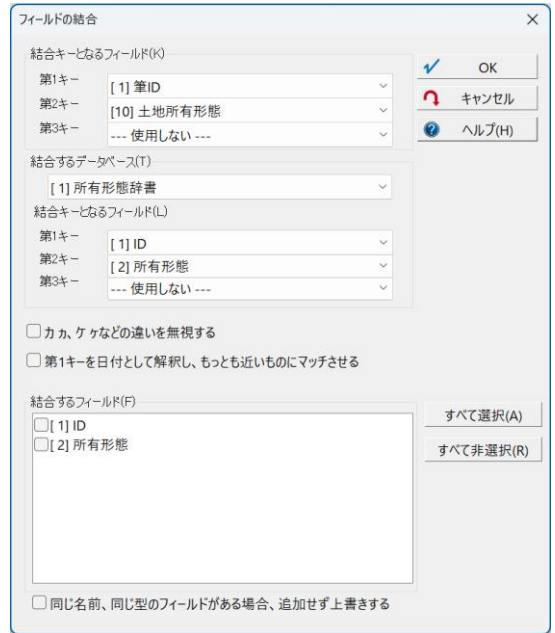 フィールドの結合
結合キーとなるフィールド(K)
第1キー [ 1] 筆ID
第2キー [10] 土地所有形態
第3キー --- 使用しない ---
OK
キャンセル
ヘルプ(H)
結合するデータベース(T)
[ 1] 所有形態辞書
結合キーとなるフィールド(L)
第1キー [ 1] ID
第2キー [ 2] 所有形態
第3キー --- 使用しない ---
カ ヵ、ケ ヶなどの違いを無視する
第1キーを日付として解釈し、もっとも近いものにマッチさせる
結合するフィールド(F)
[ 1] ID
[ 2] 所有形態
すべて選択(A)
すべて非選択(R)
同じ名前、同じ型のフィールドがある場合、追加せず上書きする